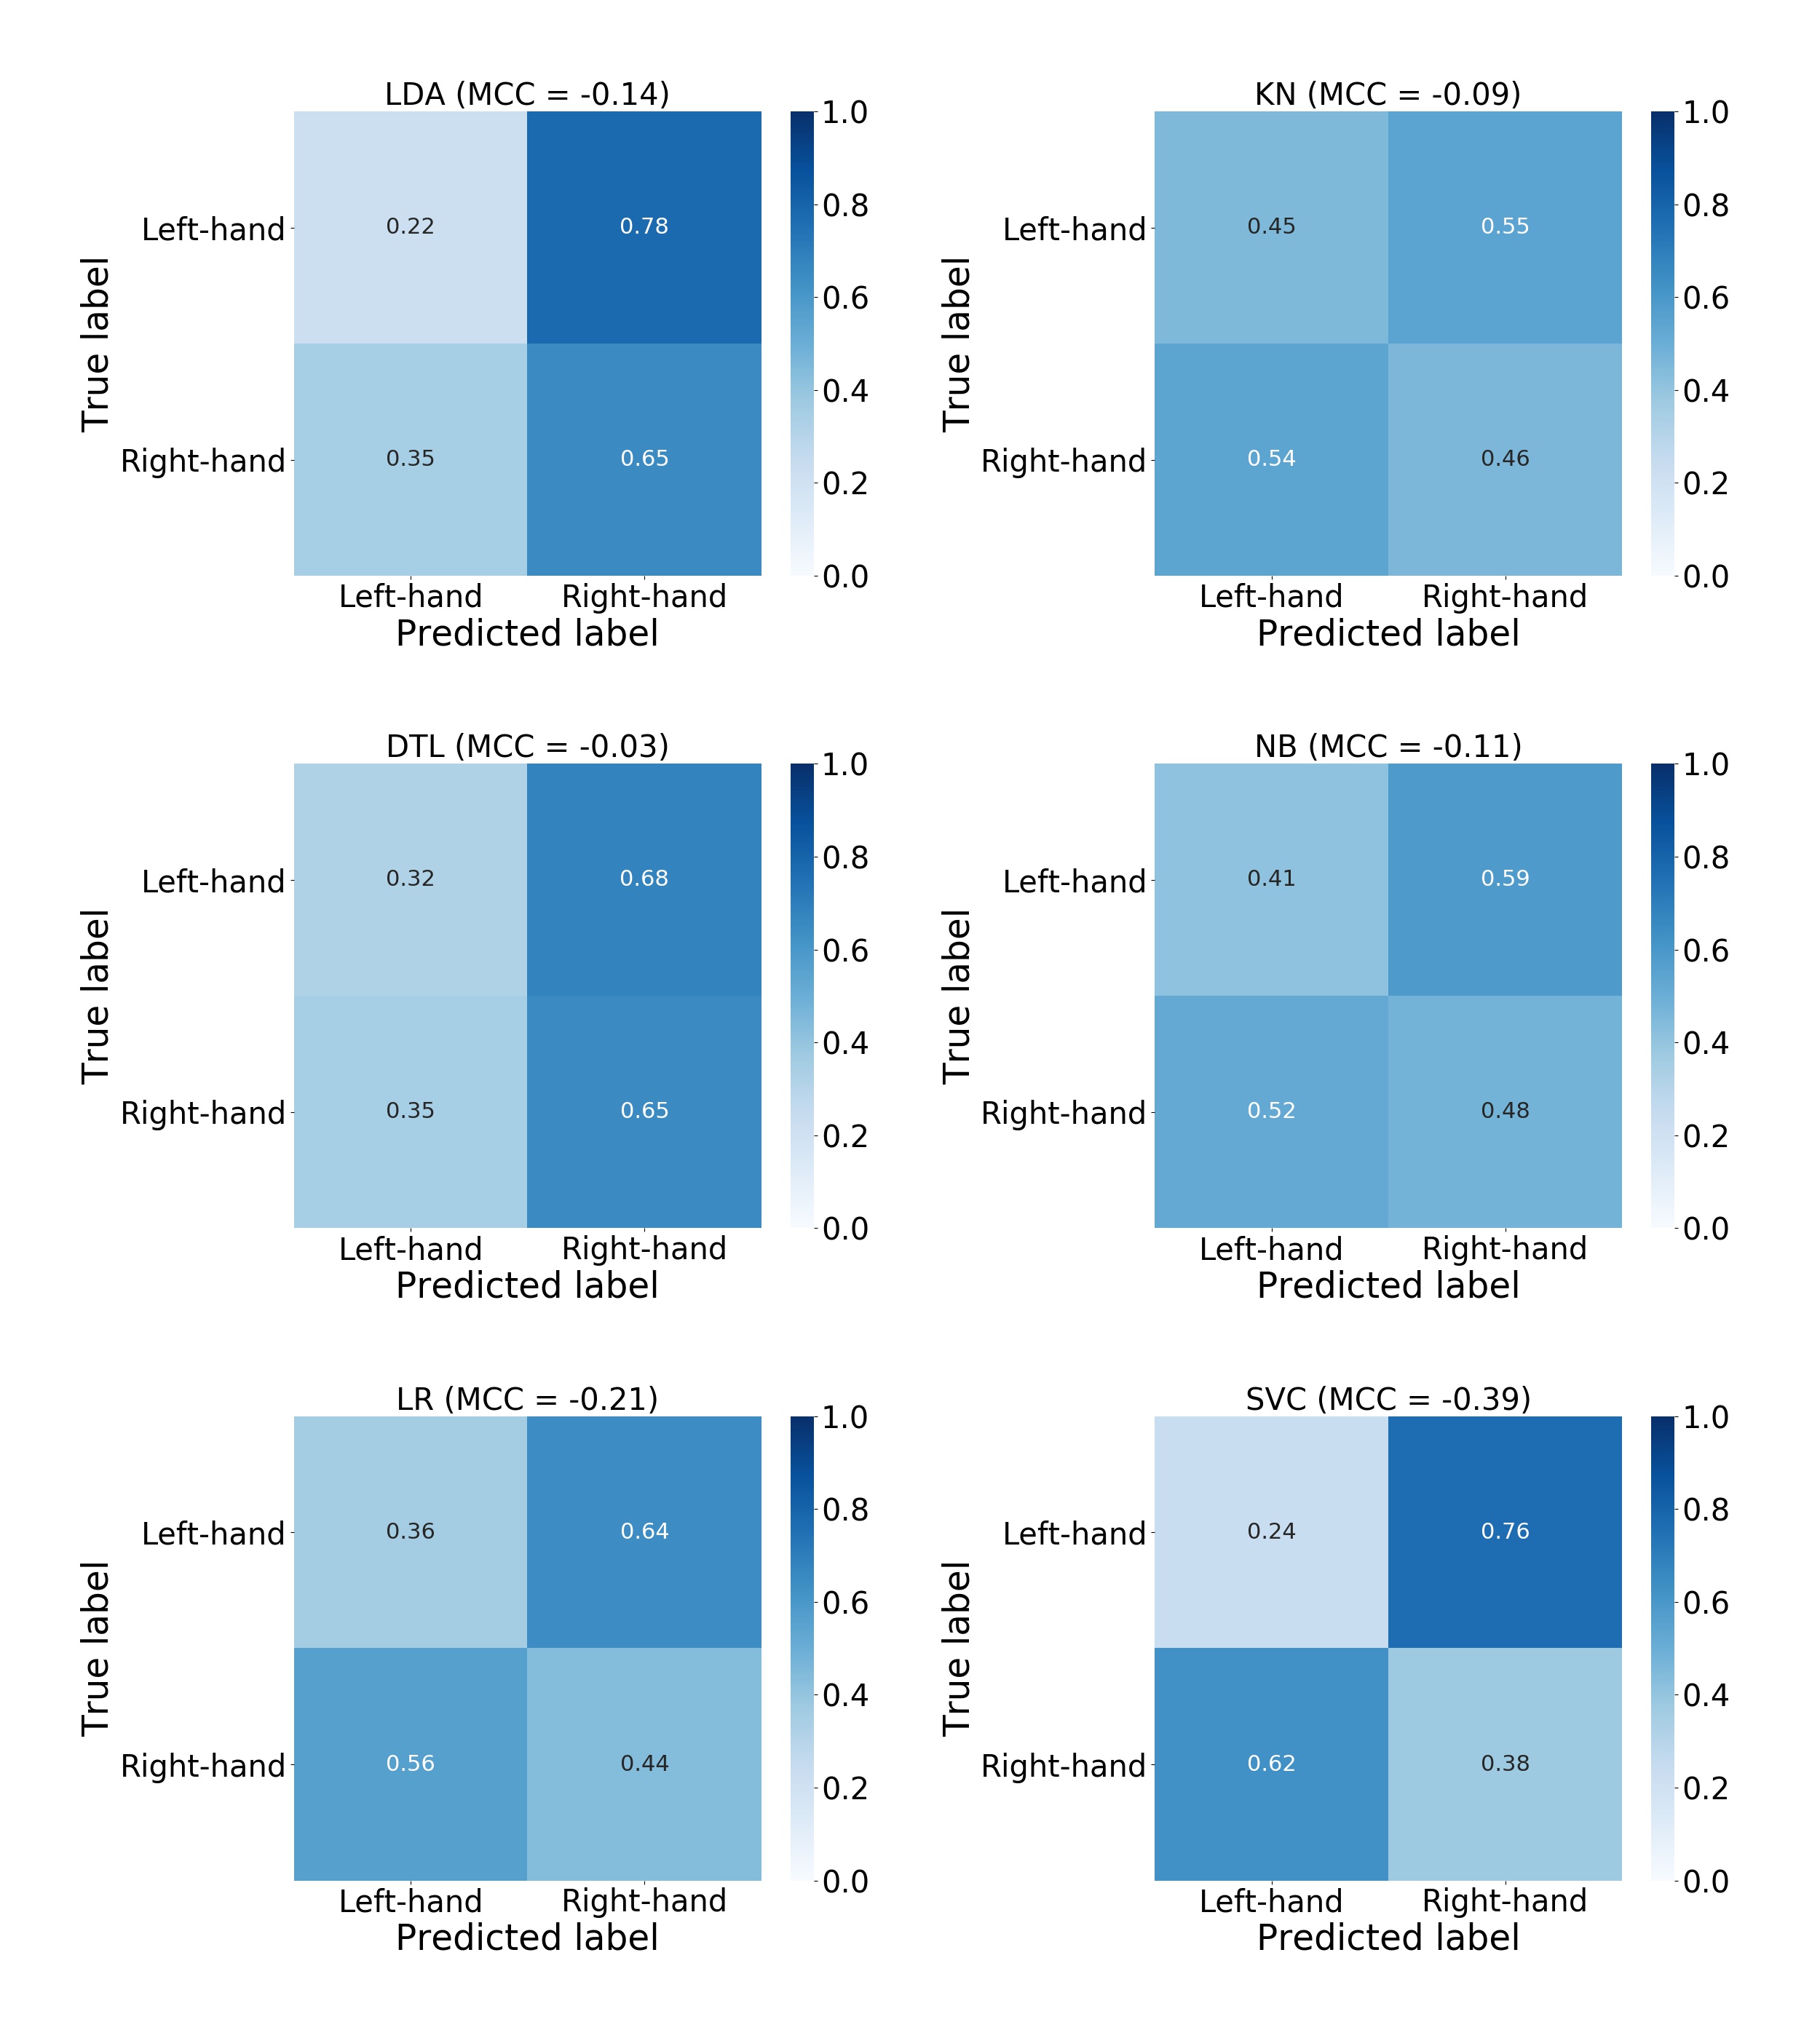 LDA (MCC = -0.14)
True label
Left-hand
0.22
0.78
Right-hand
0.35
0.65
Left-hand
Right-hand
Predicted label
1.0
0.8
0.6
0.4
0.2
0.0
KN (MCC = -0.09)
True label
Left-hand
0.45
0.55
Right-hand
0.54
0.46
Left-hand
Right-hand
Predicted label
1.0
0.8
0.6
0.4
0.2
0.0
DTL (MCC = -0.03)
True label
Left-hand
0.32
0.68
Right-hand
0.35
0.65
Left-hand
Right-hand
Predicted label
1.0
0.8
0.6
0.4
0.2
0.0
NB (MCC = -0.11)
True label
Left-hand
0.41
0.59
Right-hand
0.52
0.48
Left-hand
Right-hand
Predicted label
1.0
0.8
0.6
0.4
0.2
0.0
LR (MCC = -0.21)
True label
Left-hand
0.36
0.64
Right-hand
0.56
0.44
Left-hand
Right-hand
Predicted label
1.0
0.8
0.6
0.4
0.2
0.0
SVC (MCC = -0.39)
True label
Left-hand
0.24
0.76
Right-hand
0.62
0.38
Left-hand
Right-hand
Predicted label
1.0
0.8
0.6
0.4
0.2
0.0